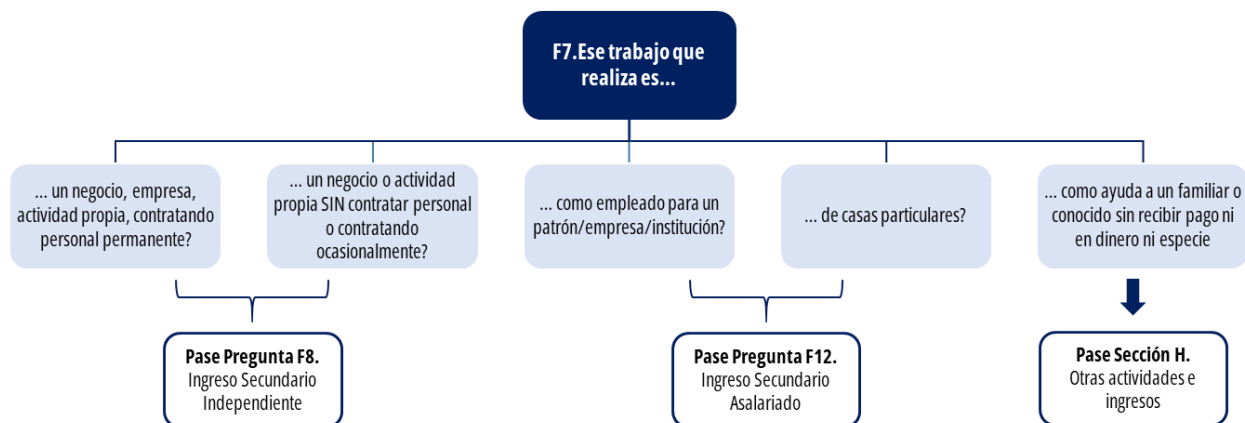 F7.Ese trabajo que
realiza es...
... un negocio, empresa,
actividad propia, contratando
personal permanente?
... un negocio o actividad
propia SIN contratar personal
o contratando
ocasionalmente?
... como empleado para un
patrón/empresa/institución?
... de casas particulares?
... como ayuda a un familiar o
conocido sin recibir pago ni
en dinero ni especie
Pase Pregunta F8.
Ingreso Secundario
Independiente
Pase Pregunta F12.
Ingreso Secundario
Asalariado
Pase Sección H.
Otras actividades e
ingresos